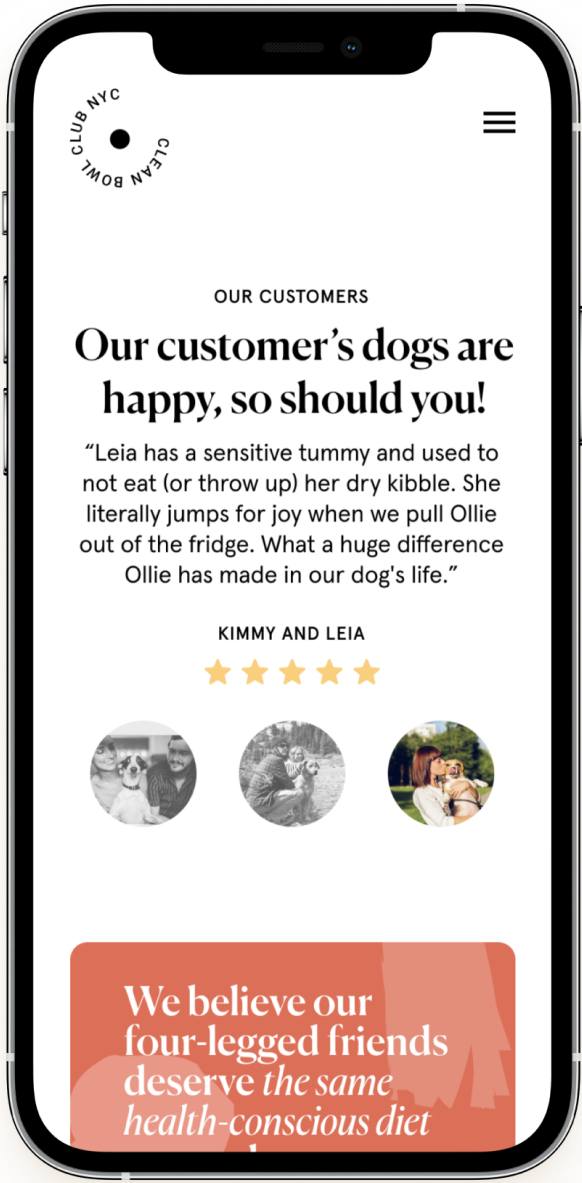 CLEAN BOWL CLUB NYC
OUR CUSTOMERS
Our customer’s dogs are
happy, so should you!
“Leia has a sensitive tummy and used to
not eat (or throw up) her dry kibble. She
literally jumps for joy when we pull Ollie
out of the fridge. What a huge difference
Ollie has made in our dog's life.”
KIMMY AND LEIA
We believe our
four-legged friends
deserve the same
health-conscious diet